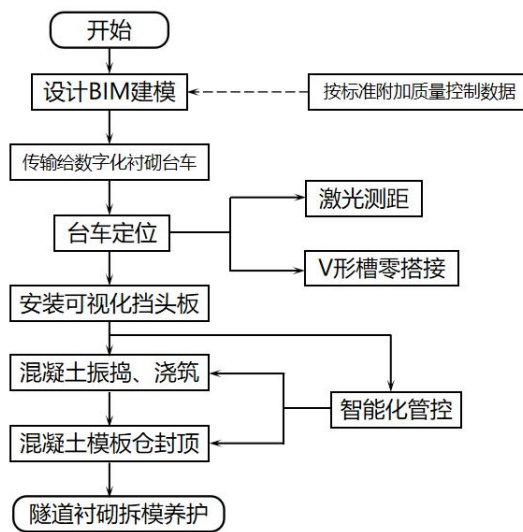 开始
设计BIM建模
按标准附加质量控制数据
传输给数字化衬砌台车
激光测距
台车定位
V形槽零搭接
安装可视化挡头板
混凝土振捣、浇筑
智能化管控
混凝土模板仓封顶
隧道衬砌拆模养护